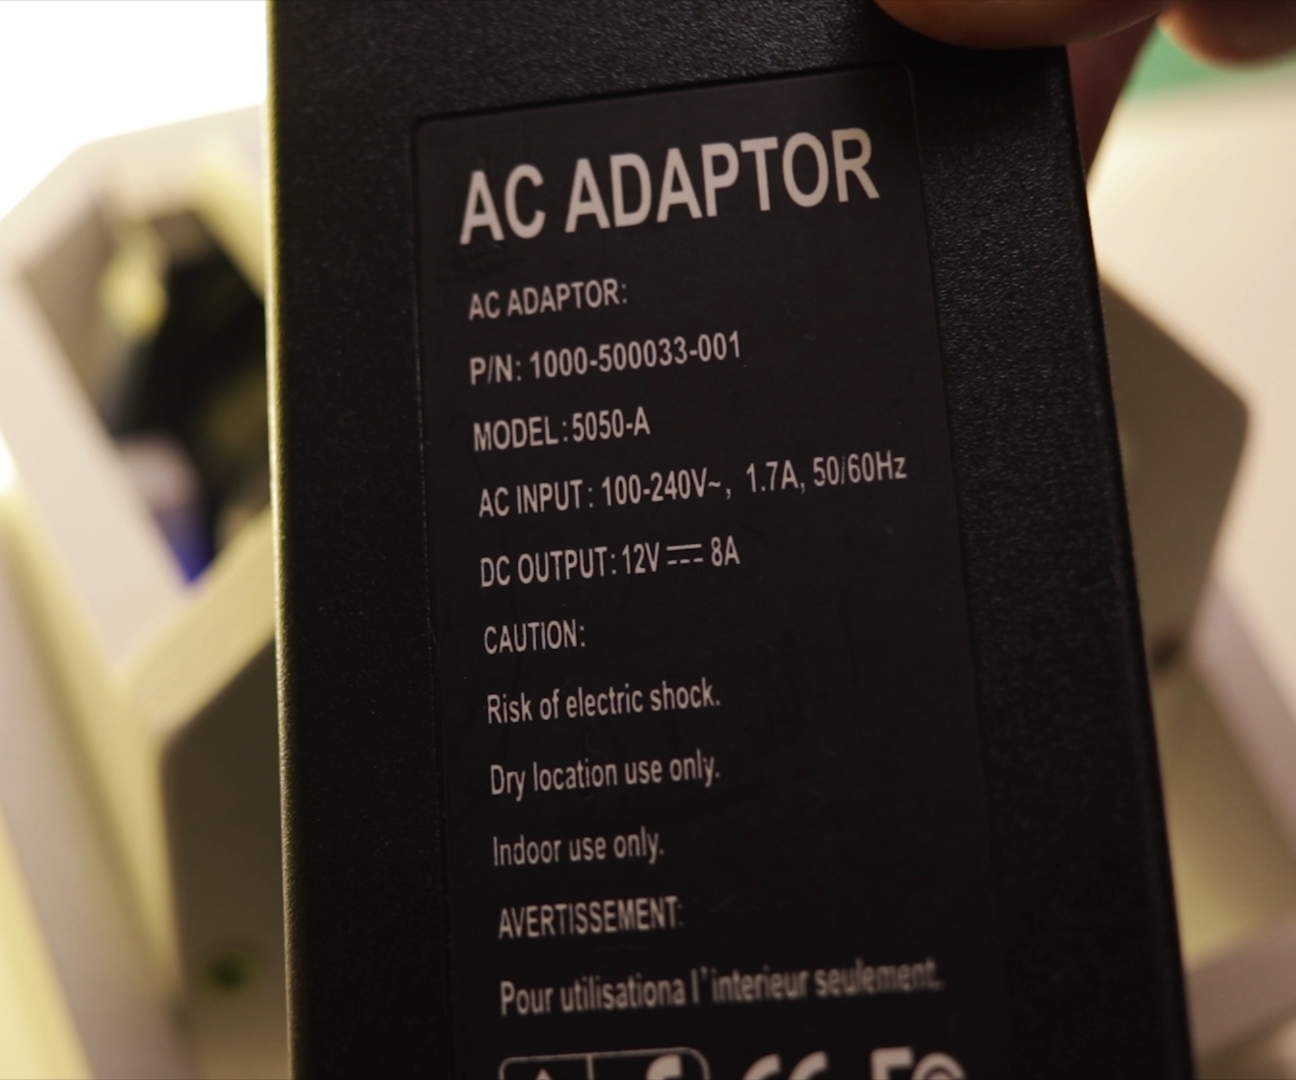 AC ADAPTOR
AC ADAPTOR:
P/N: 1000-500033-001
MODEL: 5050-A
AC INPUT: 100-240V~, 1.7A, 50/60Hz
DC OUTPUT: 12V ⎓ 8A
CAUTION:
Risk of electric shock.
Dry location use only.
Indoor use only.
AVERTISSEMENT:
Pour utilisationa l'interieur seulement.